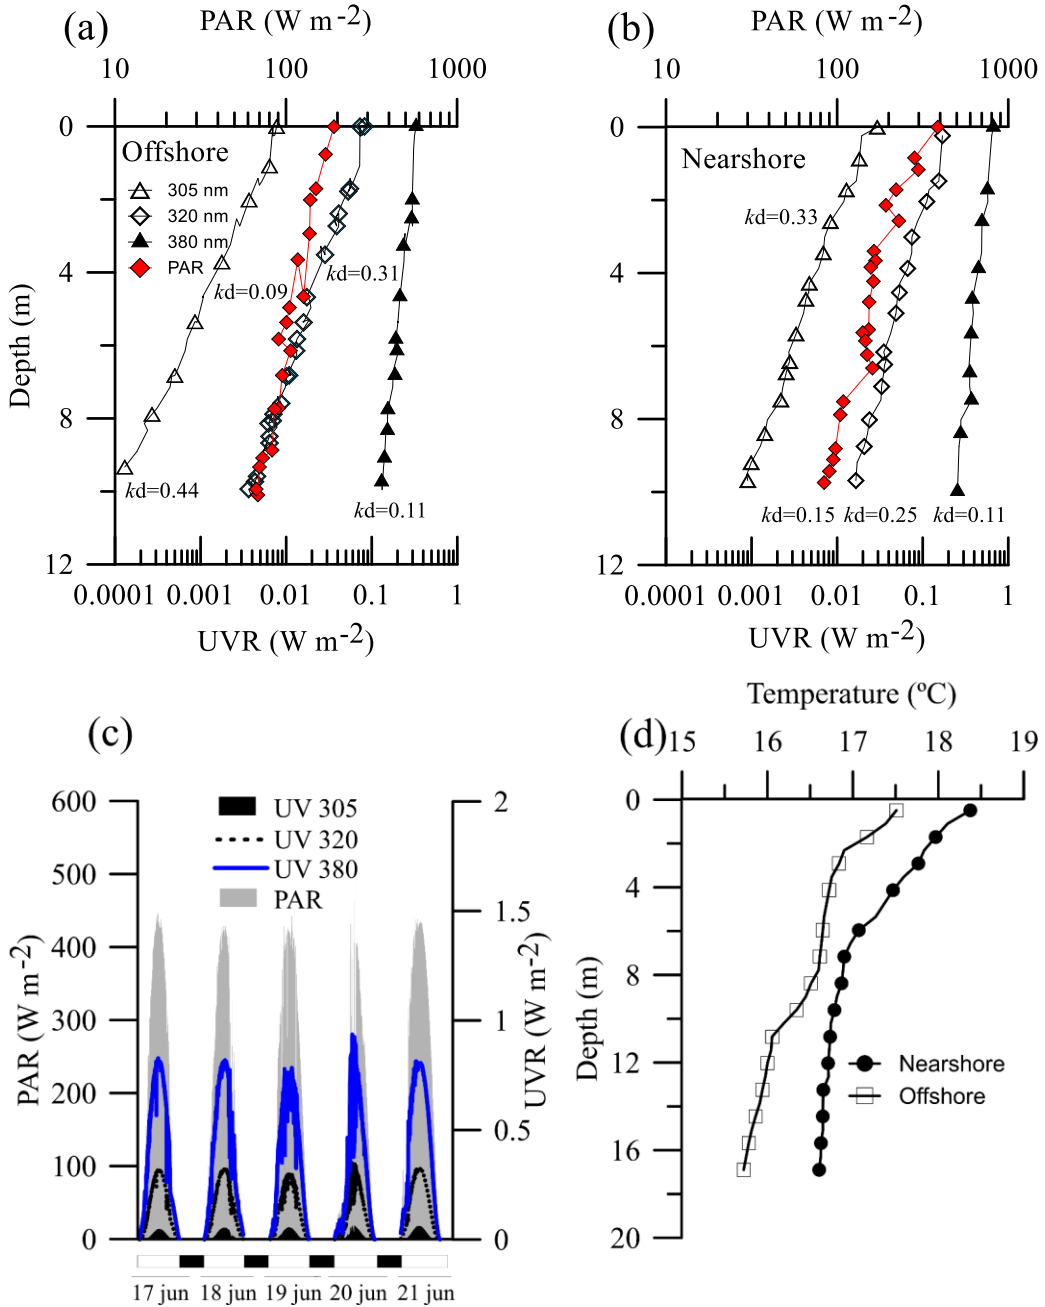 (a)
PAR (W m-2)
10 100 1000
0
4
8
12
Depth (m)
Offshore
305 nm
320 nm
380 nm
PAR
kd=0.09
kd=0.31
kd=0.44
kd=0.11
0.0001 0.001 0.01 0.1 1
UVR (W m-2)
(b)
PAR (W m-2)
10 100 1000
0
4
8
12
Nearshore
kd=0.33
kd=0.15 kd=0.25 kd=0.11
0.0001 0.001 0.01 0.1 1
UVR (W m-2)
(c)
600
500
400
300
200
100
0
PAR (W m-2)
UV 305
UV 320
UV 380
PAR
2
1.5
1
0.5
0
UVR (W m-2)
17 jun 18 jun 19 jun 20 jun 21 jun
(d)
Temperature (ºC)
15 16 17 18 19
0
4
8
12
16
20
Depth (m)
Nearshore
Offshore